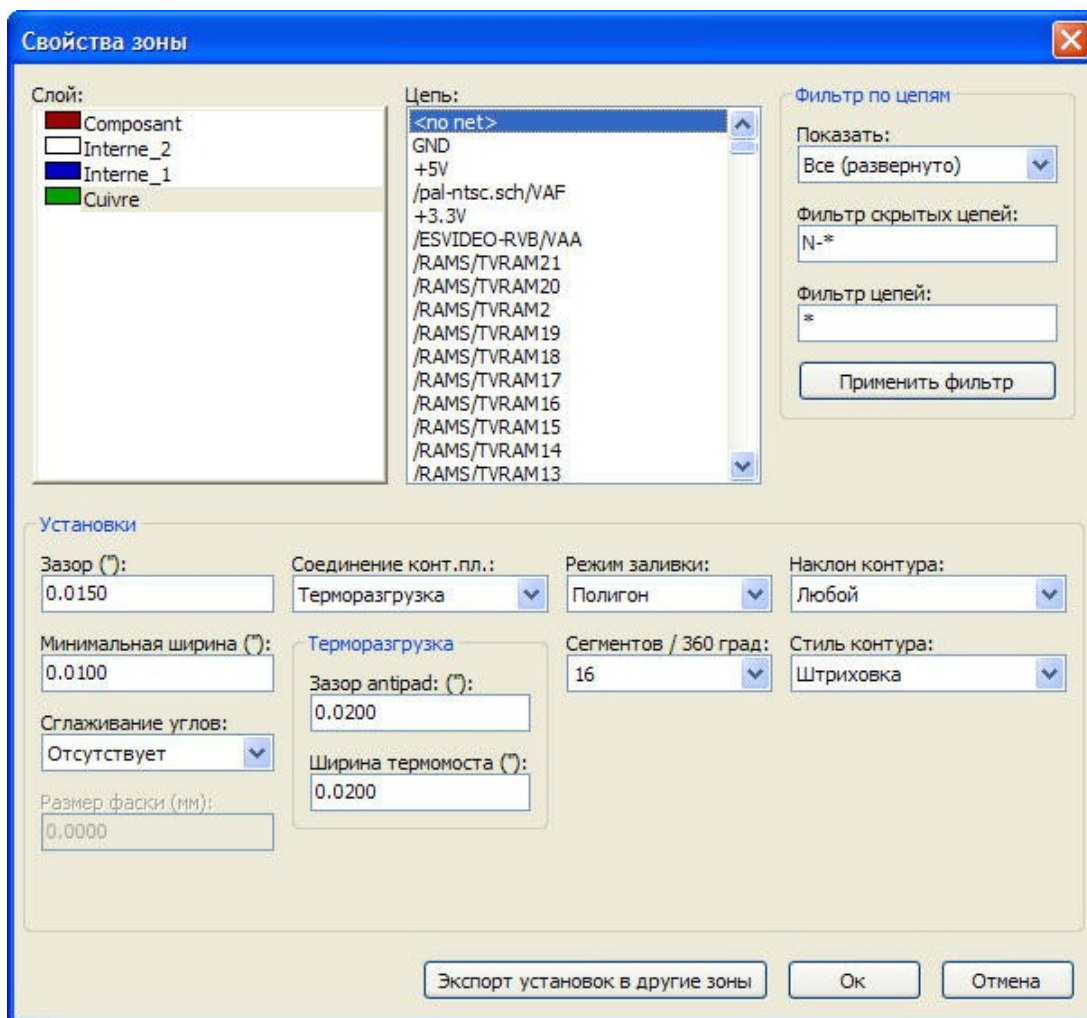 Свойства зоны
Слой:
Composant
Interne_2
Interne_1
Cuivre
Цепь:
<no net>
GND
+5V
/pal-ntsc.sch/VAF
+3.3V
/ESVIDEO-RVB/VAA
/RAMS/TVRAM21
/RAMS/TVRAM20
/RAMS/TVRAM2
/RAMS/TVRAM19
/RAMS/TVRAM18
/RAMS/TVRAM17
/RAMS/TVRAM16
/RAMS/TVRAM15
/RAMS/TVRAM14
/RAMS/TVRAM13
Фильтр по цепям
Показать:
Все (развернуто)
Фильтр скрытых цепей:
N-*
Фильтр цепей:
*
Применить фильтр
Установки
Зазор ("):
0.0150
Минимальная ширина ("):
0.0100
Сглаживание углов:
Отсутствует
Размер фаски (мм):
0.0000
Соединение конт.пл.:
Терморазгрузка
Терморазгрузка
Зазор antipad: ("):
0.0200
Ширина термомоста ("):
0.0200
Режим заливки:
Полигон
Сегментов / 360 град:
16
Наклон контура:
Любой
Стиль контура:
Штриховка
Экспорт установок в другие зоны
Ок
Отмена